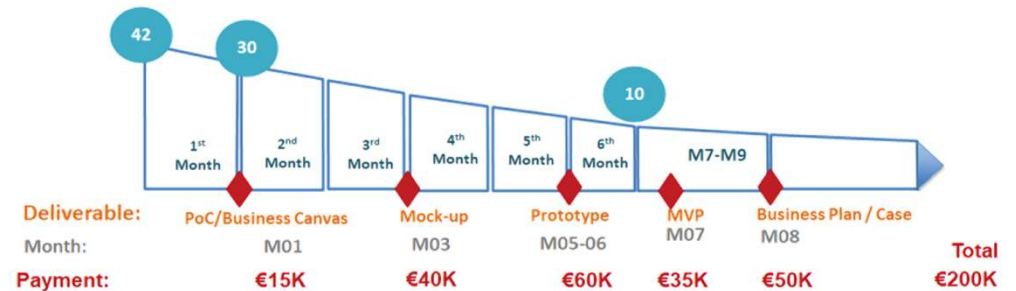 42
30
10
1st Month
2nd Month
3rd Month
4th Month
5th Month
6th Month
M7-M9
Deliverable: PoC/Business Canvas Mock-up Prototype MVP Business Plan / Case
Month: M01 M03 M05-06 M07 M08
Total
Payment: €15K €40K €60K €35K €50K €200K